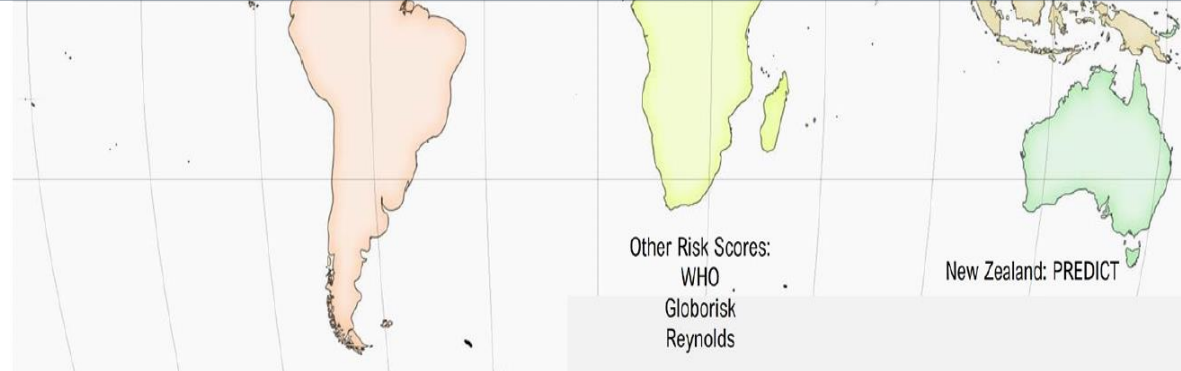 Other Risk Scores:
WHO
Globorisk
Reynolds
New Zealand: PREDICT